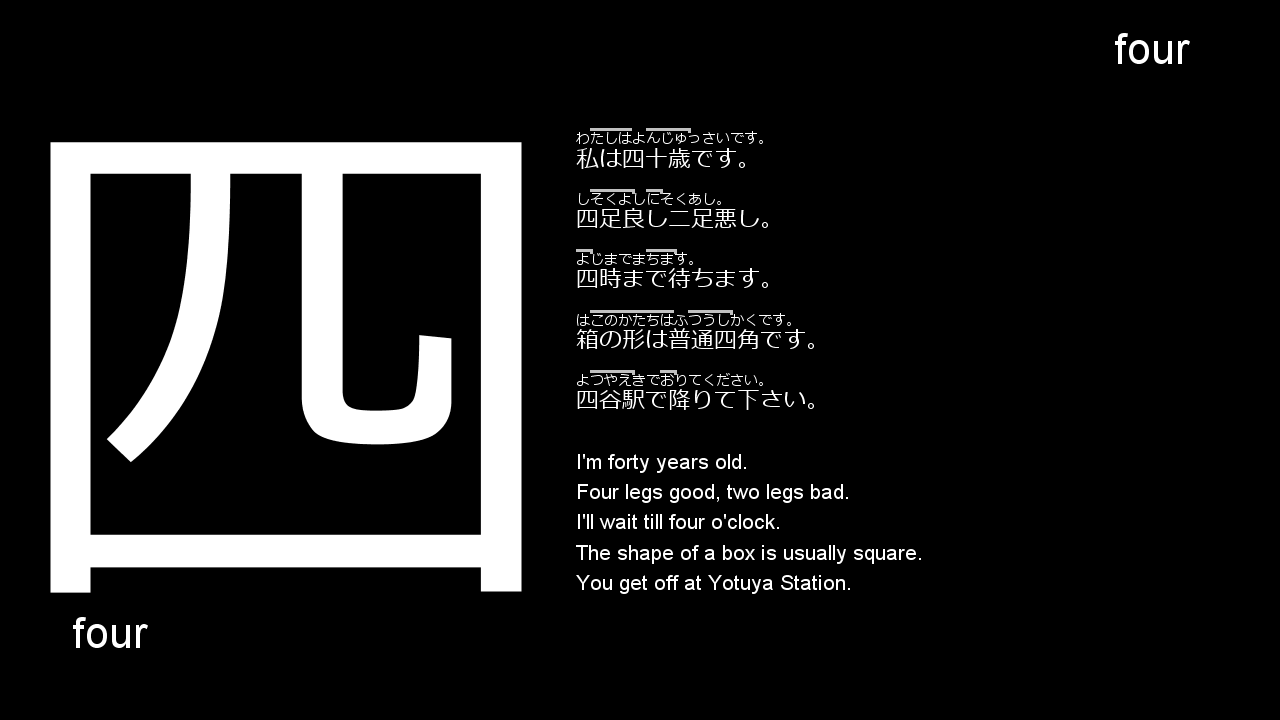 four
四
わたしはよんじゅっさいです。
私は四十歳です。
しそくよしにそくあし。
四足良し二足悪し。
よじまでまちます。
四時まで待ちます。
はこのかたちはふつうしかくです。
箱の形は普通四角です。
よつやえきでおりてください。
四谷駅で降りて下さい。
I'm forty years old.
Four legs good, two legs bad.
I'll wait till four o'clock.
The shape of a box is usually square.
You get off at Yotuya Station.
four